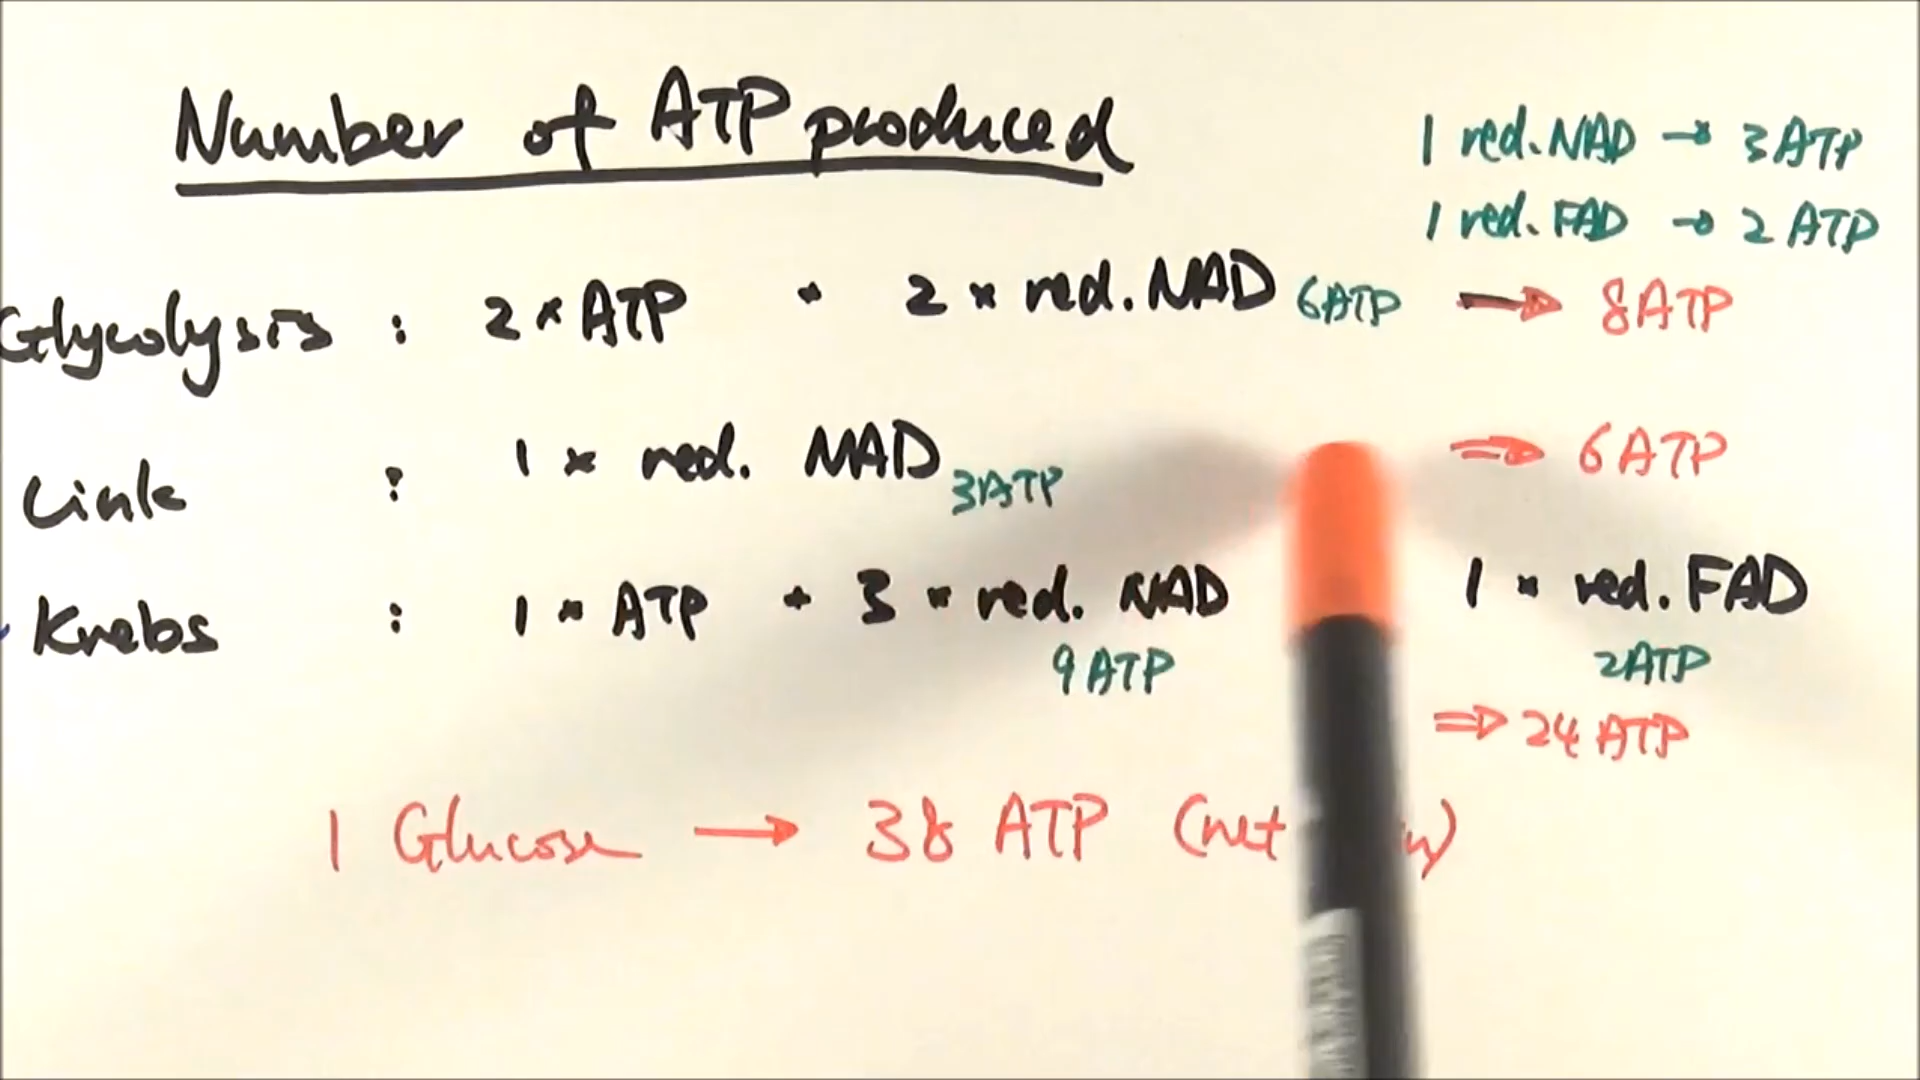 Number of ATP produced
1 red. NAD → 3 ATP
1 red. FAD → 2 ATP
Glycolysis : 2 × ATP + 2 × red. NAD 6ATP → 8ATP
Link : 1 × red. NAD 3ATP ⇒ 6ATP
Krebs : 1 × ATP + 3 × red. NAD 1 × red. FAD
9 ATP 2ATP
⇒ 24 ATP
1 Glucose → 38 ATP (net